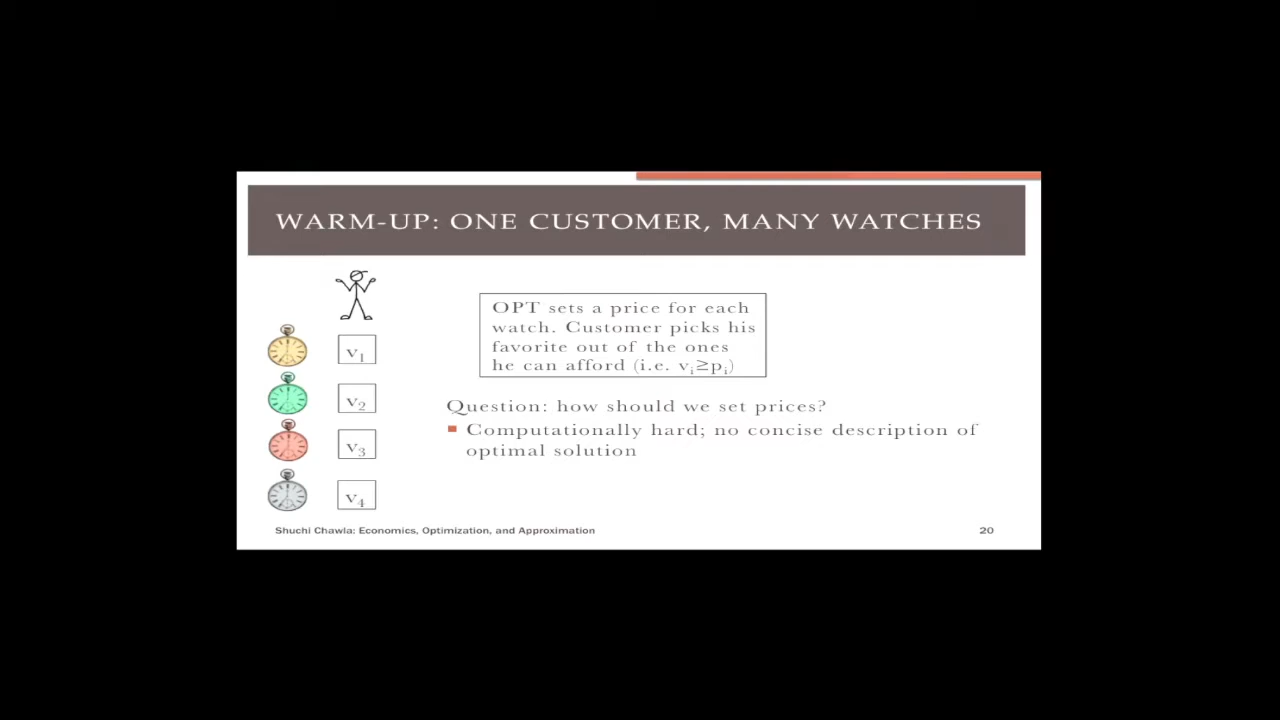 WARM-UP: ONE CUSTOMER, MANY WATCHES
OPT sets a price for each
watch. Customer picks his
favorite out of the ones
he can afford (i.e. vᵢ≥pᵢ)
v₁
v₂
v₃
v₄
Question: how should we set prices?
Computationally hard; no concise description of
optimal solution
Shuchi Chawla: Economics, Optimization, and Approximation
20